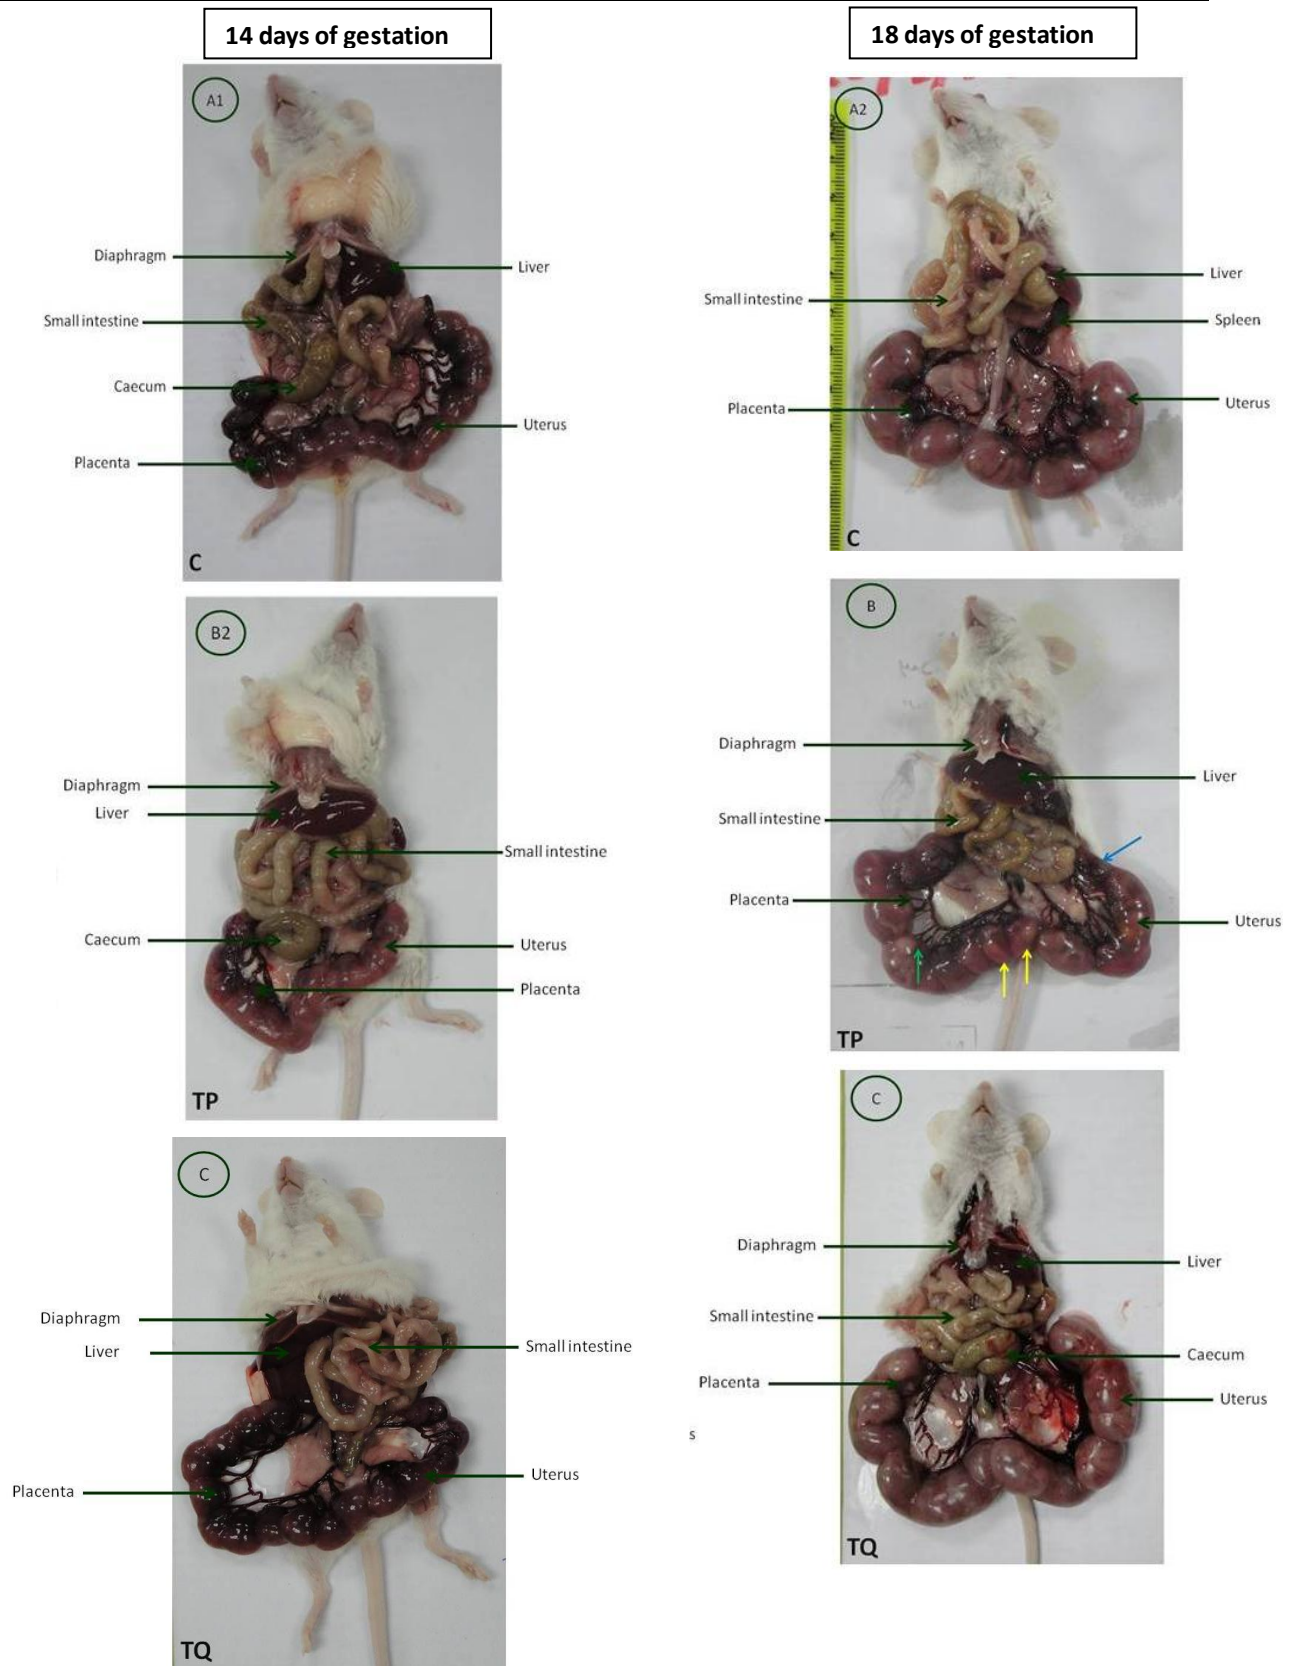 14 days of gestation
18 days of gestation
A1
Diaphragm
Liver
Small intestine
Caecum
Uterus
Placenta
C
A2
Liver
Small intestine
Spleen
Placenta
Uterus
C
B2
Diaphragm
Liver
Small intestine
Caecum
Uterus
Placenta
TP
B
Diaphragm
Liver
Small intestine
Placenta
Uterus
TP
C
Diaphragm
Liver
Small intestine
Placenta
Uterus
TQ
C
Diaphragm
Liver
Small intestine
Caecum
Placenta
Uterus
s
TQ